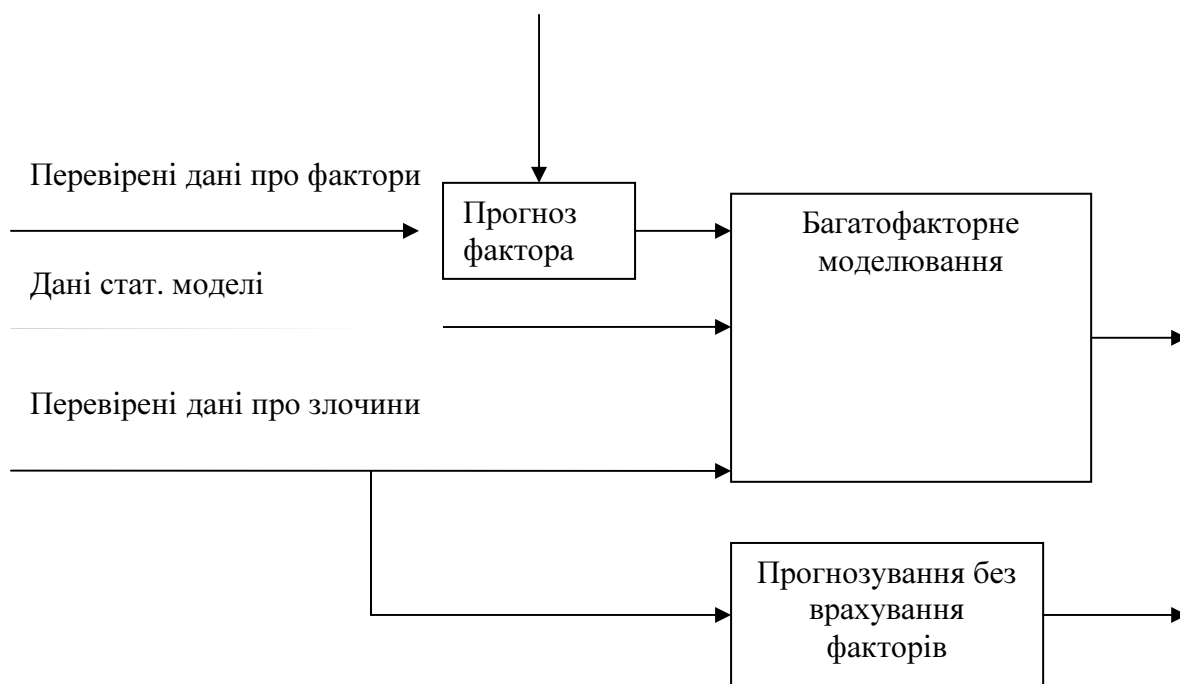 Перевірені дані про фактори
Прогноз
фактора
Багатофакторне
моделювання
Дані стат. моделі
Перевірені дані про злочини
Прогнозування без
врахування
факторів